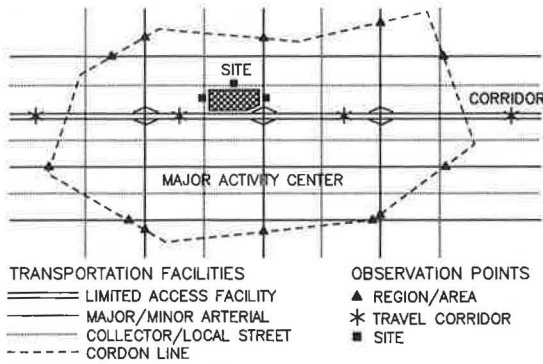 SITE
CORRIDOR
MAJOR ACTIVITY CENTER
TRANSPORTATION FACILITIES
LIMITED ACCESS FACILITY
MAJOR/MINOR ARTERIAL
COLLECTOR/LOCAL STREET
CORDON LINE
OBSERVATION POINTS
REGION/AREA
TRAVEL CORRIDOR
SITE